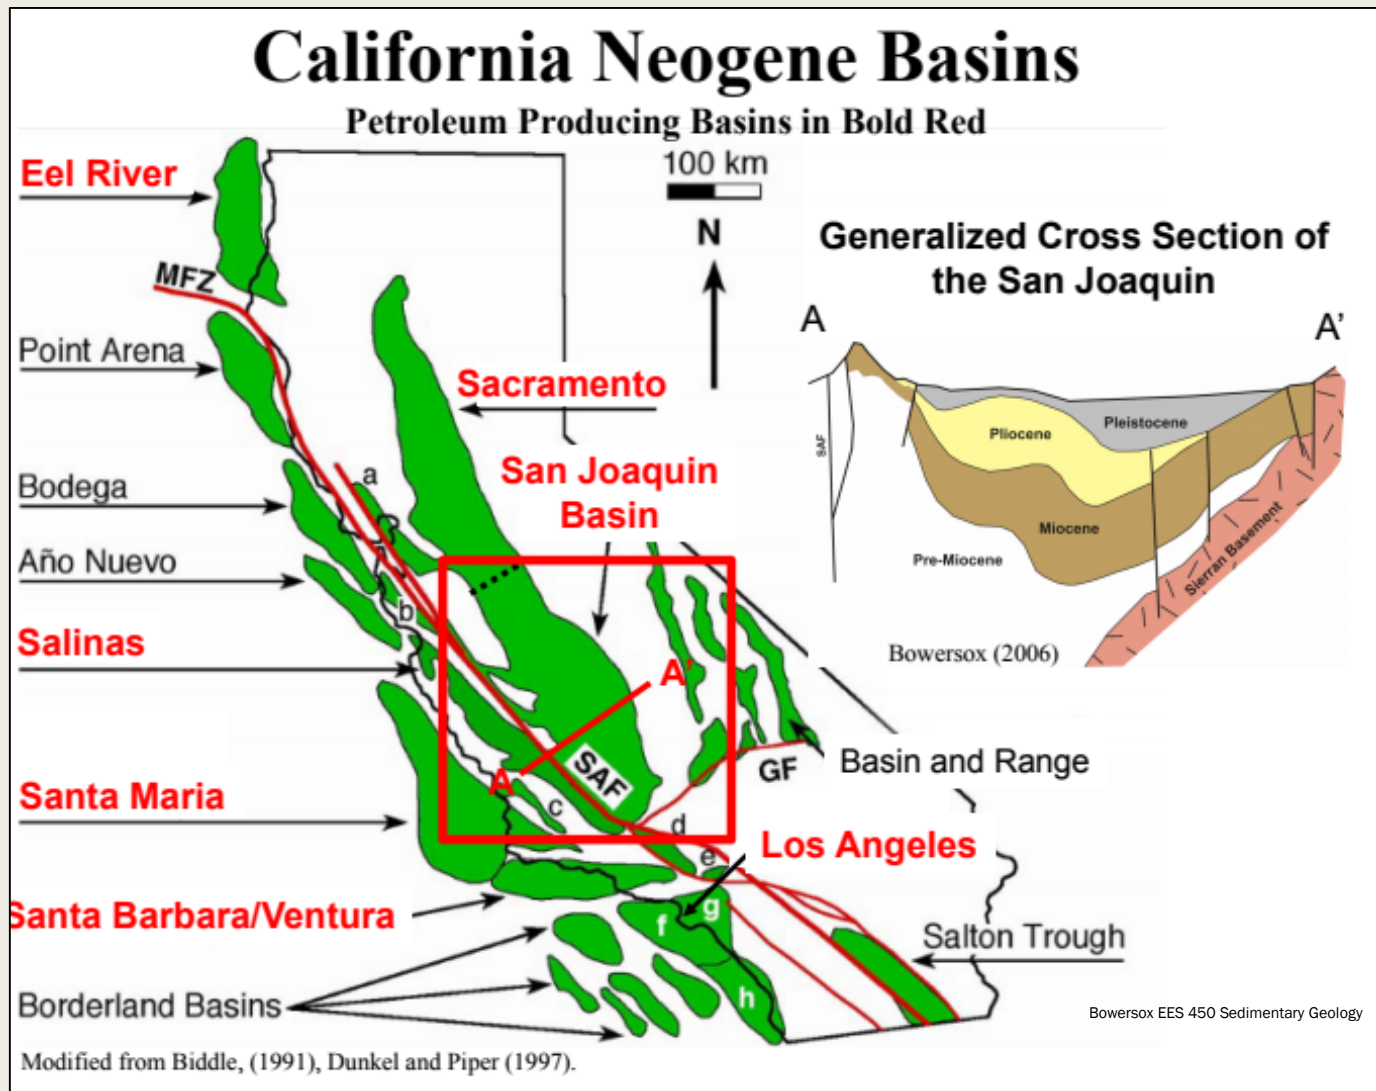 California Neogene Basins
Petroleum Producing Basins in Bold Red
100 km
N
Eel River
MFZ
Point Arena
Sacramento
San Joaquin
Basin
a
Bodega
Año Nuevo
b
Salinas
A'
A
SAF
c
d
e
GF
Basin and Range
Santa Maria
Los Angeles
Santa Barbara/Ventura
f
g
h
Salton Trough
Borderland Basins
Modified from Biddle, (1991), Dunkel and Piper (1997).
Generalized Cross Section of
the San Joaquin
A
A'
SAF
Pleistocene
Pliocene
Miocene
Pre-Miocene
Sierran Basement
Bowersox (2006)
Bowersox EES 450 Sedimentary Geology